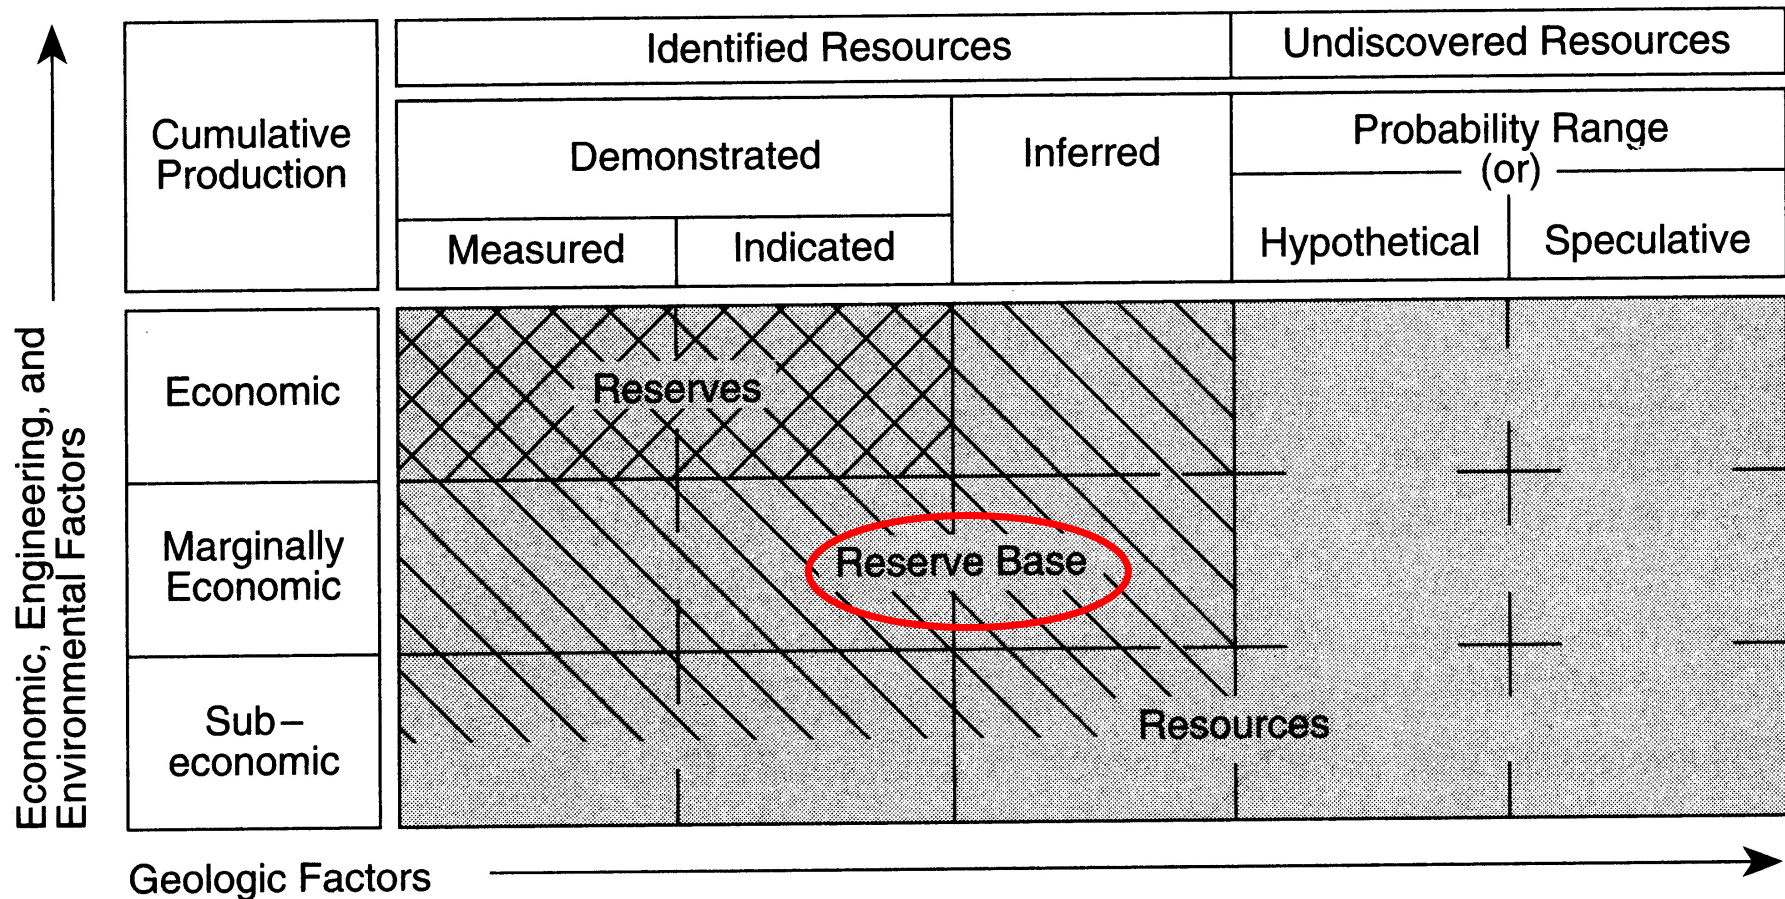 Economic, Engineering, and
Environmental Factors
Cumulative
Production
Identified Resources
Undiscovered Resources
Demonstrated
Inferred
Probability Range
(or)
Measured
Indicated
Hypothetical
Speculative
Economic
Reserves
Marginally
Economic
Reserve Base
Sub–
economic
Resources
Geologic Factors